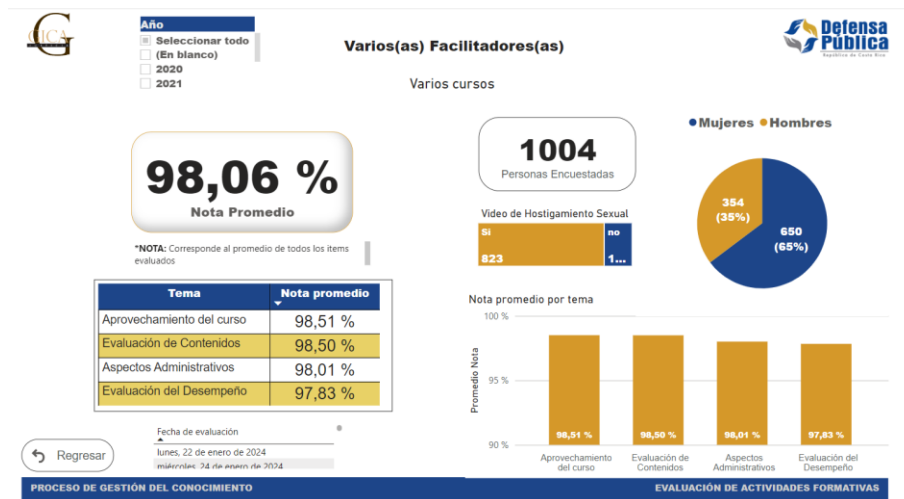 GICA
Año
Seleccionar todo
(En blanco)
2020
2021
Varios(as) Facilitadores(as)
Varios cursos
Defensa
Pública
República de Costa Rica
98,06 %
Nota Promedio
*NOTA: Corresponde al promedio de todos los items
evaluados
1004
Personas Encuestadas
Video de Hostigamiento Sexual
Si
no
823
1...
Mujeres Hombres
354
(35%)
650
(65%)
Tema Nota promedio
Aprovechamiento del curso 98,51 %
Evaluación de Contenidos 98,50 %
Aspectos Administrativos 98,01 %
Evaluación del Desempeño 97,83 %
Nota promedio por tema
Promedio Nota
100 %
95 %
90 %
98,51 % 98,50 % 98,01 % 97,83 %
Aprovechamiento
del curso
Evaluación de
Contenidos
Aspectos
Administrativos
Evaluación del
Desempeño
Fecha de evaluación
lunes, 22 de enero de 2024
miércoles, 24 de enero de 2024
Regresar
PROCESO DE GESTIÓN DEL CONOCIMIENTO
EVALUACIÓN DE ACTIVIDADES FORMATIVAS